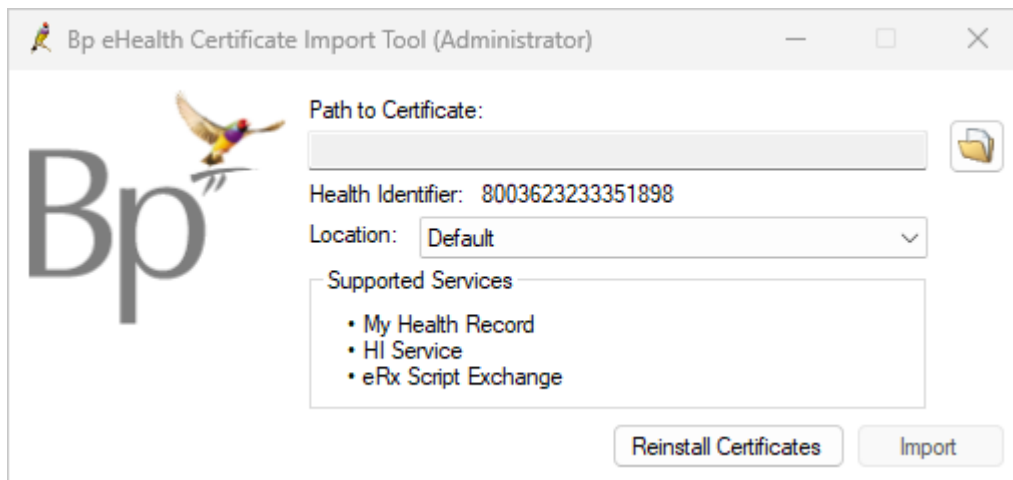 Bp eHealth Certificate Import Tool (Administrator)
Bp
Path to Certificate:
Health Identifier: 8003623233351898
Location: Default
Supported Services
• My Health Record
• HI Service
• eRx Script Exchange
Reinstall Certificates Import